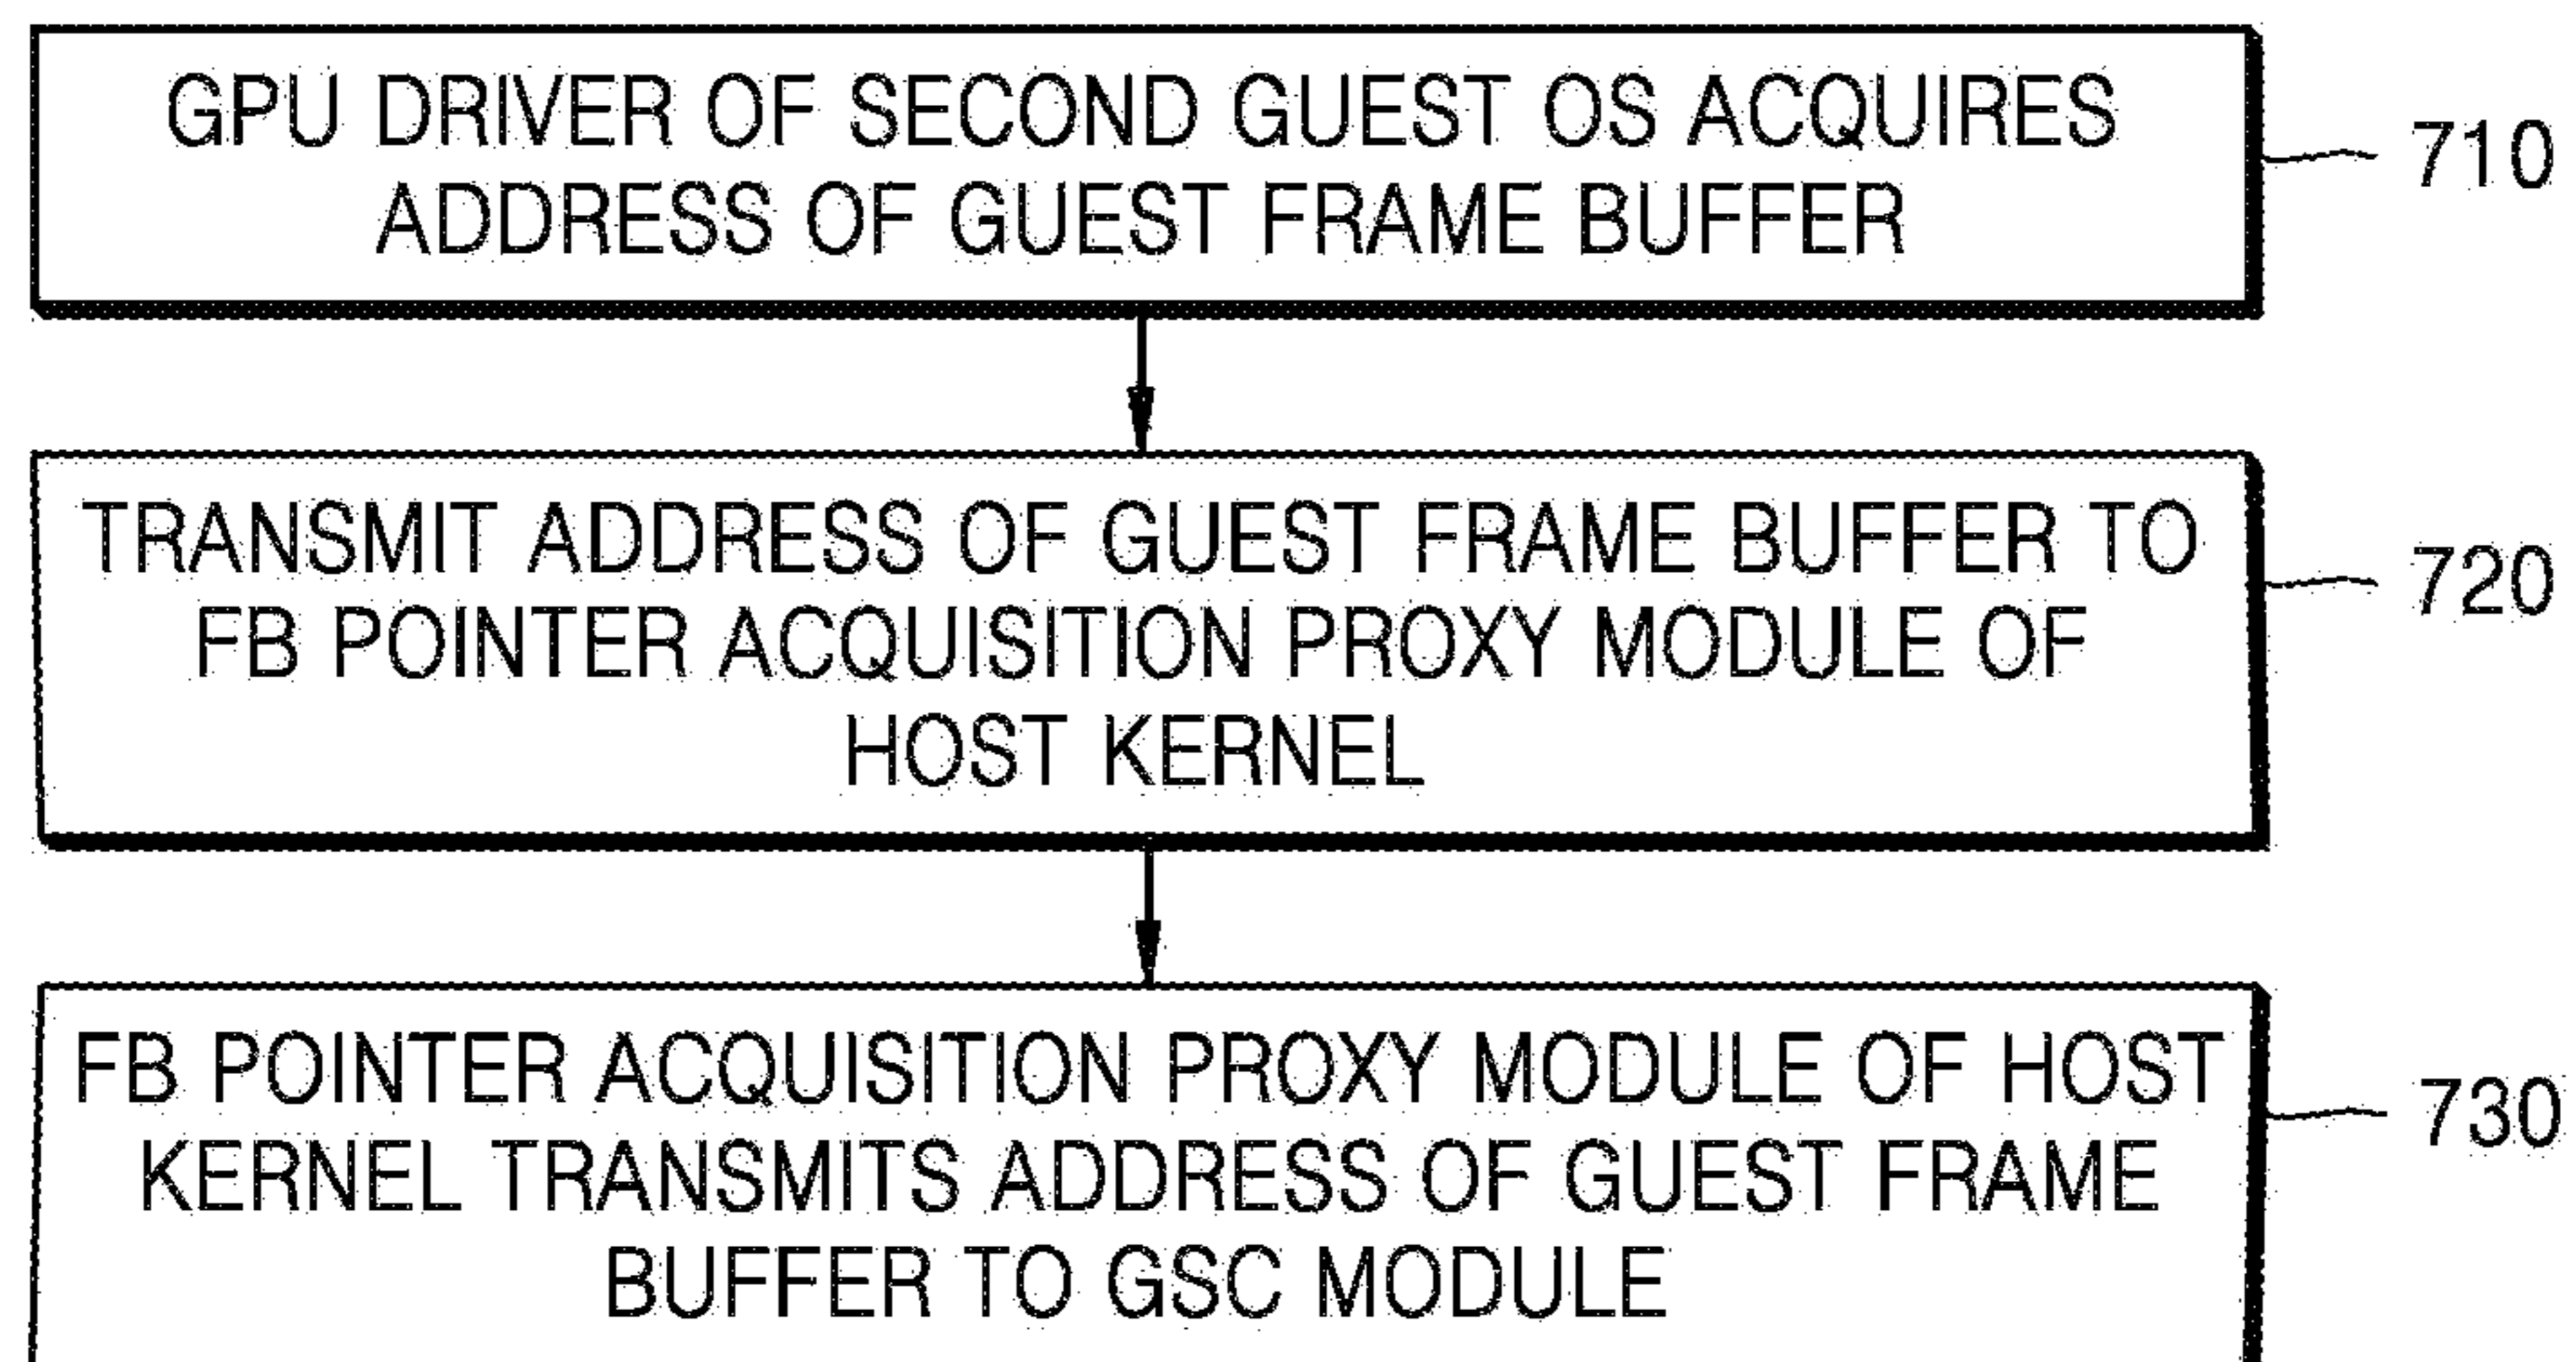 GPU DRIVER OF SECOND GUEST OS ACQUIRES
ADDRESS OF GUEST FRAME BUFFER
710
TRANSMIT ADDRESS OF GUEST FRAME BUFFER TO
FB POINTER ACQUISITION PROXY MODULE OF
HOST KERNEL
720
FB POINTER ACQUISITION PROXY MODULE OF HOST
KERNEL TRANSMITS ADDRESS OF GUEST FRAME
BUFFER TO GSC MODULE
730